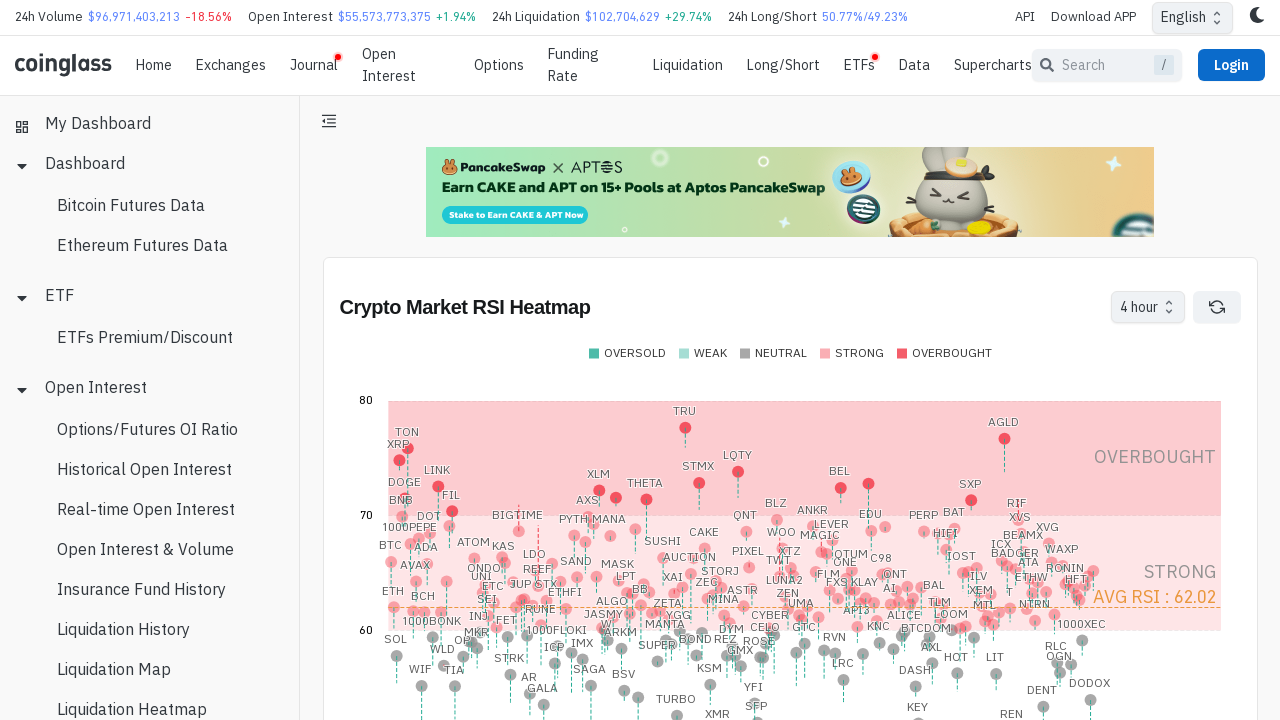 24h Volume $96,971,403,213 -18.56% Open Interest $55,573,773,375 +1.94% 24h Liquidation $102,704,629 +29.74% 24h Long/Short 50.77%/49.23% API Download APP English
coinglass Home Exchanges Journal Open Interest Options Funding Rate Liquidation Long/Short ETFs Data Supercharts Search / Login
My Dashboard
Dashboard
Bitcoin Futures Data
Ethereum Futures Data
ETF
ETFs Premium/Discount
Open Interest
Options/Futures OI Ratio
Historical Open Interest
Real-time Open Interest
Open Interest & Volume
Insurance Fund History
Liquidation History
Liquidation Map
Liquidation Heatmap
PancakeSwap × APTOS
Earn CAKE and APT on 15+ Pools at Aptos PancakeSwap
Stake to Earn CAKE & APT Now
Crypto Market RSI Heatmap
4 hour
OVERSOLD WEAK NEUTRAL STRONG OVERBOUGHT
80
TRU
AGLD
TON
XRP
OVERBOUGHT
LQTY
STMX
LINK
XLM
BEL
DOGE
THETA
SXP
FIL
BNB
AXS
BLZ
RIF
ANKR
70
DOT
BIGTIME
PYTH
MANA
QNT
EDU
PERP
BAT
XVS
1000PEPE
LEVER
XVG
CAKE
WOO
MAGIC
HIFI
BEAMX
BTC
ADA
ATOM
KAS
SUSHI
ICX
PIXEL
XTZ
WAXP
LDO
AUCTION
TWT
OTUM
C98
IOST
BADGER
AVAX
ONDO
REEF
SAND
MASK
ONE
ATA
RONIN
STRONG
UNI
LPT
XAI
STORJ
LUNA2
FLM
ONT
ILV
ETHW
HFT
ETH
BCH
ETC
JUP
STX
ETHFI
BB
ZEC
ASTR
ZEN
FXS
KLAY
AI
BAL
XEM
T
AVG RSI : 62.02
SEI
ALGO
ZETA
MINA
UMA
API3
TLM
MTL
NTRN
1000BONK
INJ
FET
RUNE
JASMY
YGG
CYBER
ALICE
LOOM
60
MKR
1000FLOKI
W
MANTA
DYM
CELO
GTC
KNC
BTCDOM
1000XEC
SOL
ARKM
BOND
REZ
ROSE
RVN
WLD
ICP
IMX
SUPER
GMX
AXL
RLC
WIF
TIA
STRK
SAGA
KSM
LRC
DASH
HOT
LIT
OGN
AR
GALA
BSV
YFI
DENT
DODOX
TURBO
SFP
KEY
XMR
REN